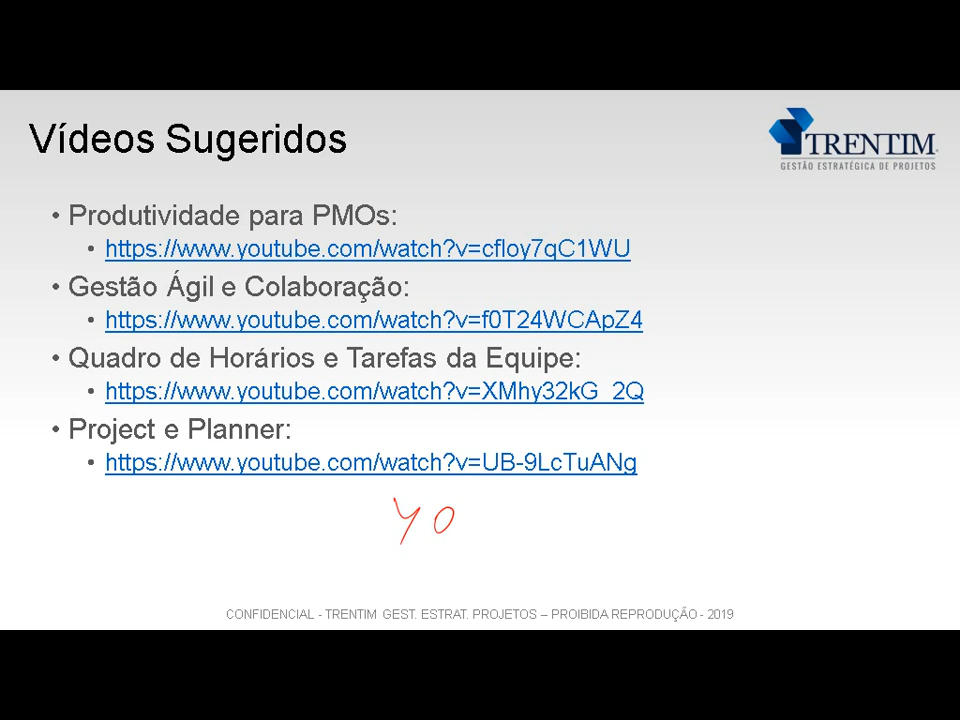 Vídeos Sugeridos
TRENTIM
GESTÃO ESTRATÉGICA DE PROJETOS
• Produtividade para PMOs:
• https://www.youtube.com/watch?v=cfloy7qC1WU
• Gestão Ágil e Colaboração:
• https://www.youtube.com/watch?v=f0T24WCApZ4
• Quadro de Horários e Tarefas da Equipe:
• https://www.youtube.com/watch?v=XMhy32kG_2Q
• Project e Planner:
• https://www.youtube.com/watch?v=UB-9LcTuANg
YO
CONFIDENCIAL - TRENTIM GEST. ESTRAT. PROJETOS – PROIBIDA REPRODUÇÃO - 2019